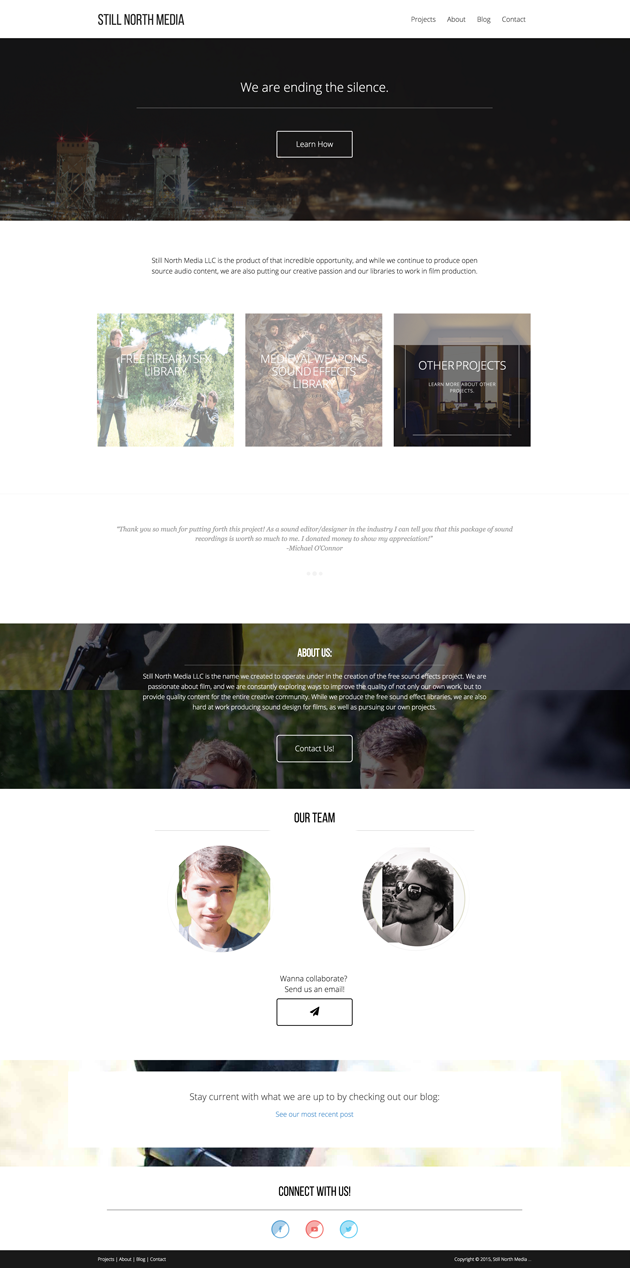 STILL NORTH MEDIA
Projects About Blog Contact
We are ending the silence.
Learn How
Still North Media LLC is the product of that incredible opportunity, and while we continue to produce open
source audio content, we are also putting our creative passion and our libraries to work in film production.
FREE FIREARM SFX
LIBRARY
MEDIEVAL WEAPONS
SOUND EFFECTS
LIBRARY
OTHER PROJECTS
LEARN MORE ABOUT OTHER
PROJECTS.
"Thank you so much for putting forth this project! As a sound editor/designer in the industry I can tell you that this package of sound
recordings is worth so much to me. I donated money to show my appreciation!"
-Michael O'Connor
ABOUT US:
Still North Media LLC is the name we created to operate under in the creation of the free sound effects project. We are
passionate about film, and we are constantly exploring ways to improve the quality of not only our own work, but to
provide quality content for the entire creative community. While we produce the free sound effect libraries, we are also
hard at work producing sound design for films, as well as pursuing our own projects.
Contact Us!
OUR TEAM
Wanna collaborate?
Send us an email!
Stay current with what we are up to by checking out our blog:
See our most recent post
CONNECT WITH US!
Projects | About | Blog | Contact
Copyright © 2015, Still North Media ...